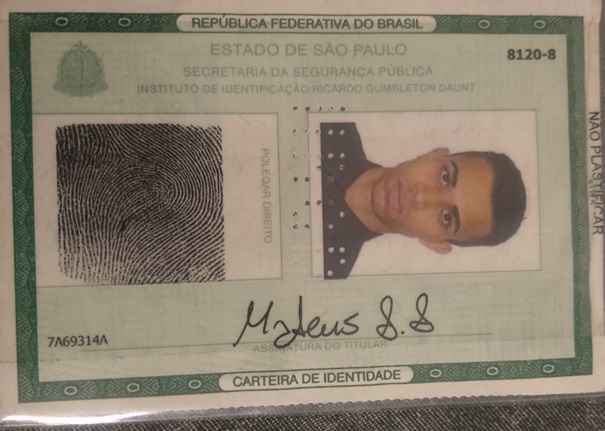 REPÚBLICA FEDERATIVA DO BRASIL
ESTADO DE SÃO PAULO
8120-8
SECRETARIA DA SEGURANÇA PÚBLICA
INSTITUTO DE IDENTIFICAÇÃO RICARDO GUMBLETON DAUNT
POLEGAR DIREITO
NÃO PLASTIFICAR
Mateus S.S
7A69314A
ASSINATURA DO TITULAR
CARTEIRA DE IDENTIDADE